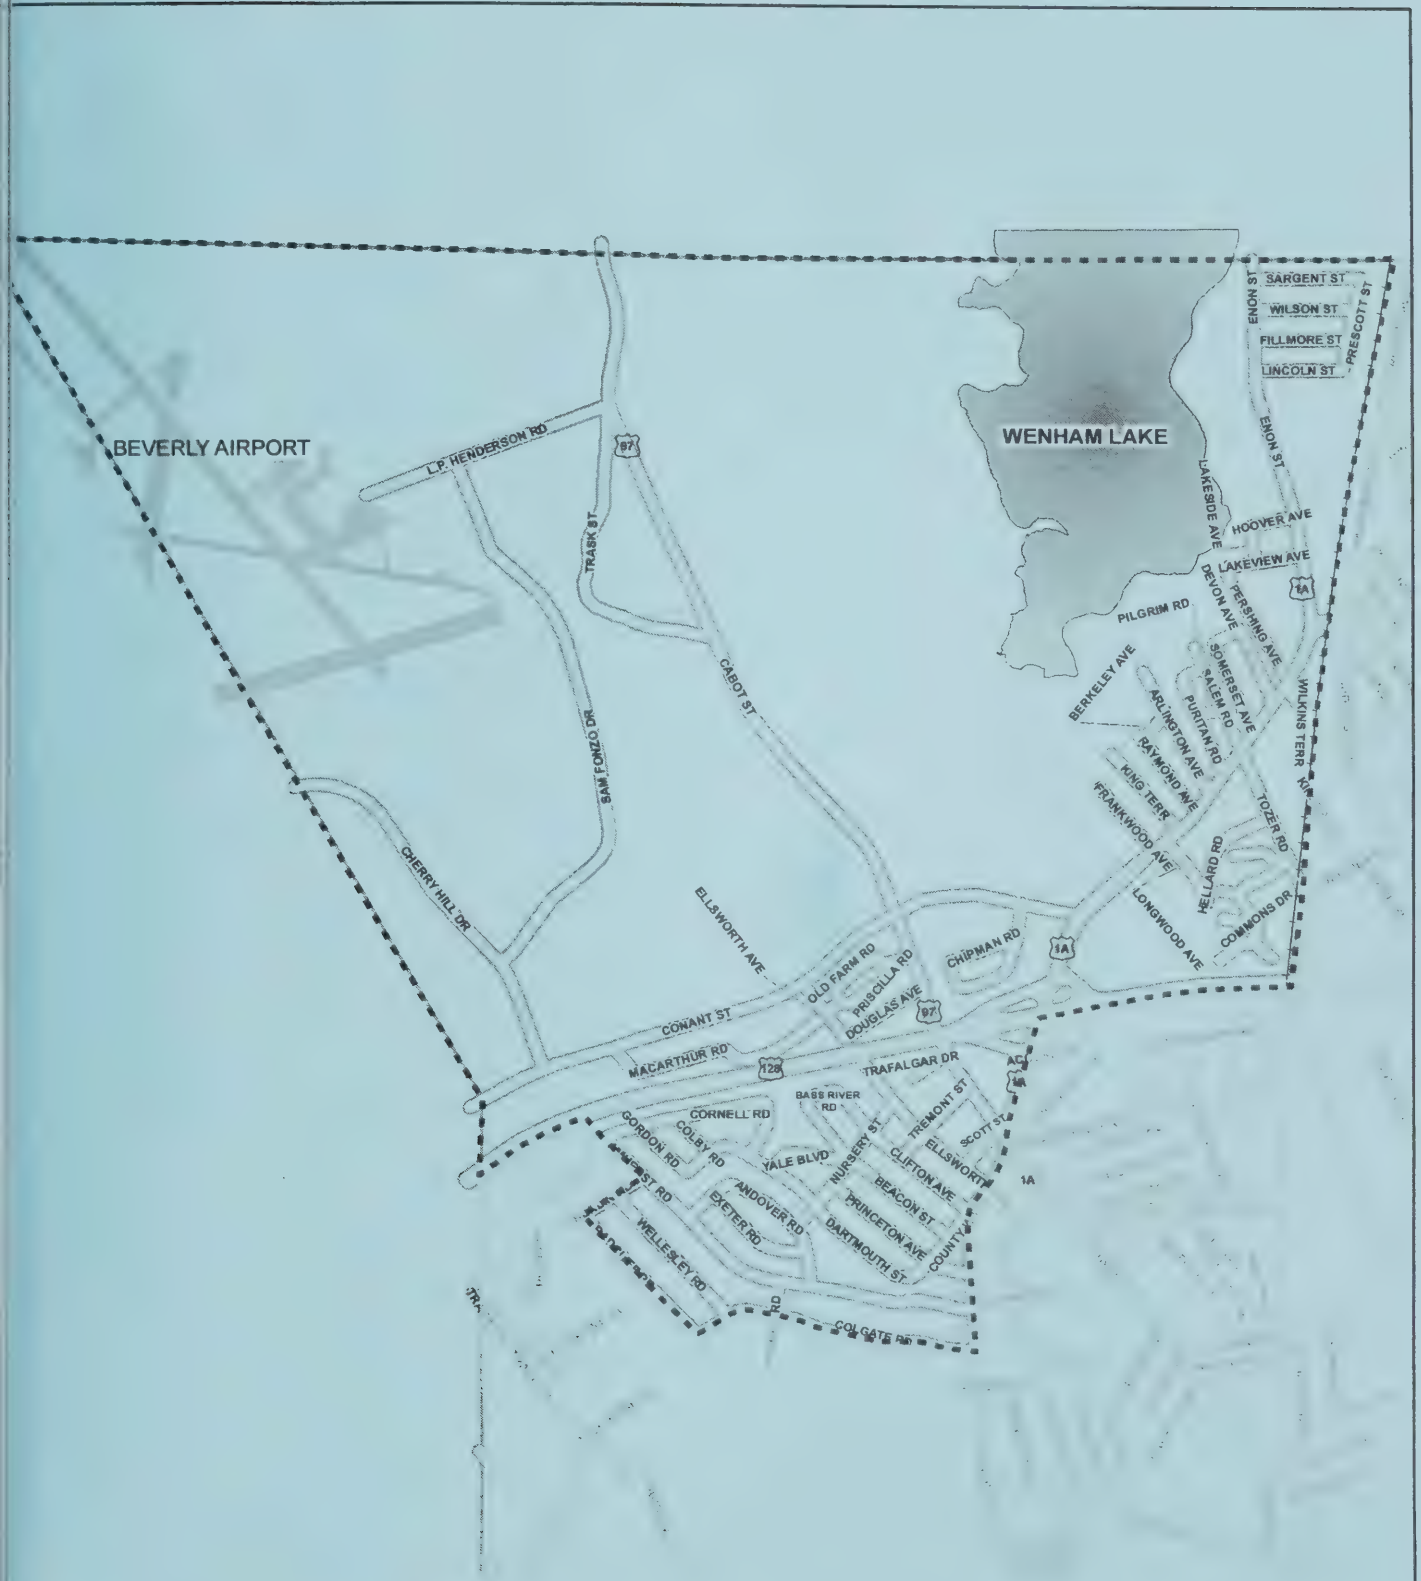 SARGENT ST
ENON ST
WILSON ST
PRESCOTT ST
FILLMORE ST
LINCOLN ST
BEVERLY AIRPORT
L.P. HENDERSON RD
97
WENHAM LAKE
ENON ST
LAKESIDE AVE
HOOVER AVE
TRASK ST
LAKEVIEW AVE
1A
DEVON AVE
PERSHING AVE
PILGRIM RD
CABOT ST
BERKELEY AVE
SOMERSET AVE
SALEM RD
ARLINGTON AVE
PURITAN RD
WILKINS TERR
SAM FONZO DR
RAYMOND AVE
KING TERR
FRANKWOOD AVE
TOZER RD
CHERRY HILL DR
HELLARD RD
ELLSWORTH AVE
LONGWOOD AVE
COMMONS DR
OLD FARM RD
PRISCILLA RD
CHIPMAN RD
1A
DOUGLAS AVE
97
CONANT ST
MACARTHUR RD
128
TRAFALGAR DR
BASS RIVER
RD
CORNELL RD
TREMONT ST
SCOTT ST
GORDON RD
COLBY RD
YALE BLVD
NURSERY ST
CLIFTON AVE
ELLSWORTH
1A
ST RD
ANDOVER RD
EXETER RD
BEACON ST
PRINCETON AVE
DARTMOUTH ST
COUNTY
WELLESLEY RD
RD
COLGATE RD
TRA